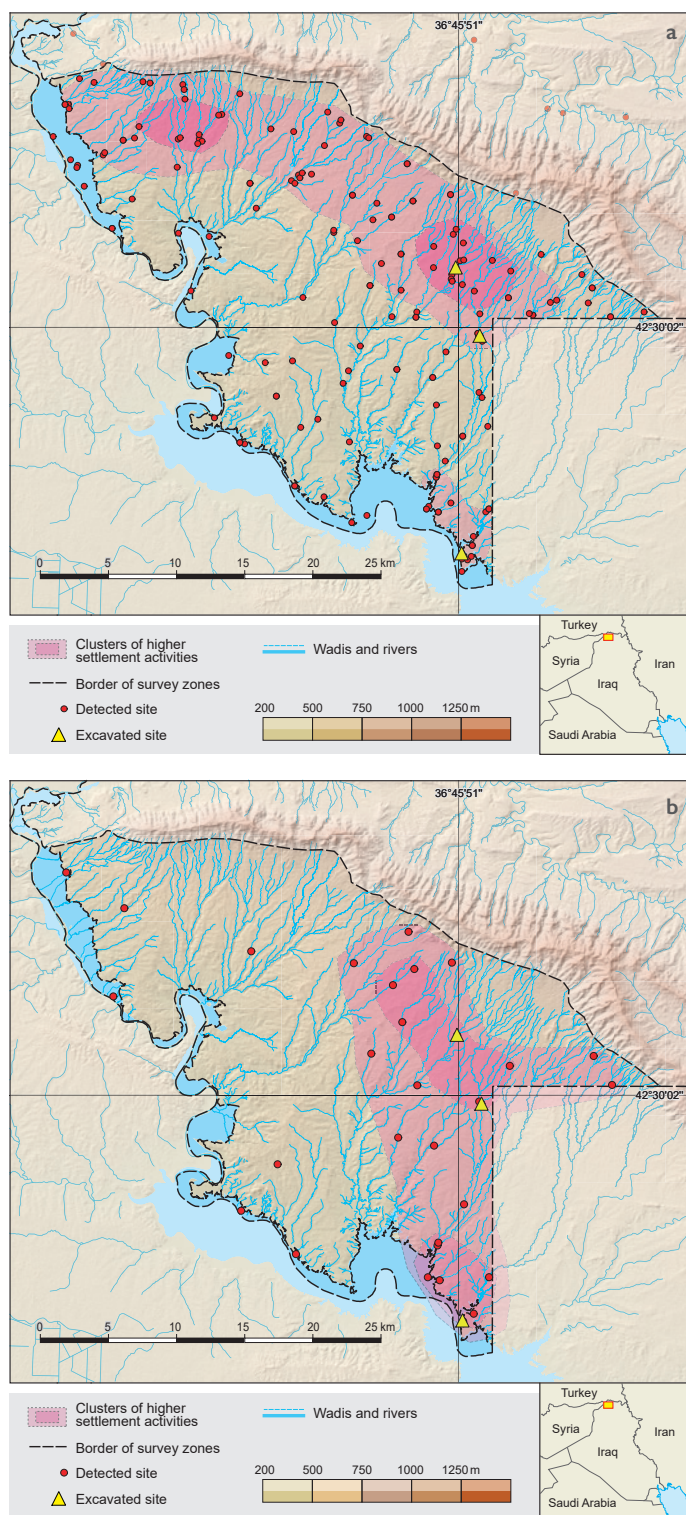 36°45'51"
a
42°30'02"
0 5 10 15 20 25 km
Clusters of higher
settlement activities
Wadis and rivers
Border of survey zones
Detected site
200 500 750 1000 1250 m
Excavated site
Turkey
Syria
Iran
Iraq
Saudi Arabia
36°45'51"
b
42°30'02"
0 5 10 15 20 25 km
Clusters of higher
settlement activities
Wadis and rivers
Border of survey zones
Detected site
200 500 750 1000 1250 m
Excavated site
Turkey
Syria
Iran
Iraq
Saudi Arabia